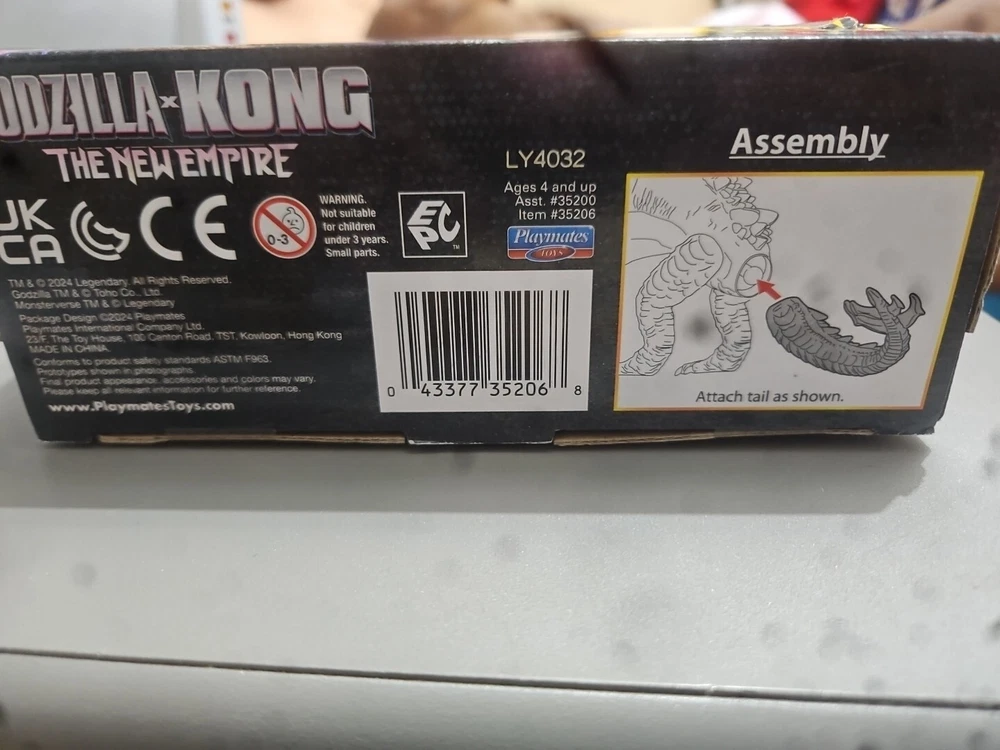 ODZILLA x KONG
THE NEW EMPIRE
UK
CA
CE
0-3
WARNING.
Not suitable
for children
under 3 years.
Small parts.
EPC™
LY4032
Ages 4 and up
Asst. #35200
Item #35206
Playmates
TOYS
TM & © 2024 Legendary. All Rights Reserved.
Godzilla TM & © Toho Co., Ltd.
Monsterverse TM & © Legendary
Package Design ©2024 Playmates
Playmates International Company Ltd.
23/F. The Toy House, 100 Canton Road, TST, Kowloon, Hong Kong
MADE IN CHINA
Conforms to product safety standards ASTM F963.
Prototypes shown in photographs.
Final product appearance, accessories and colors may vary.
Please keep all relevant information for further reference.
www.PlaymatesToys.com
0 43377 35206 8
Assembly
Attach tail as shown.